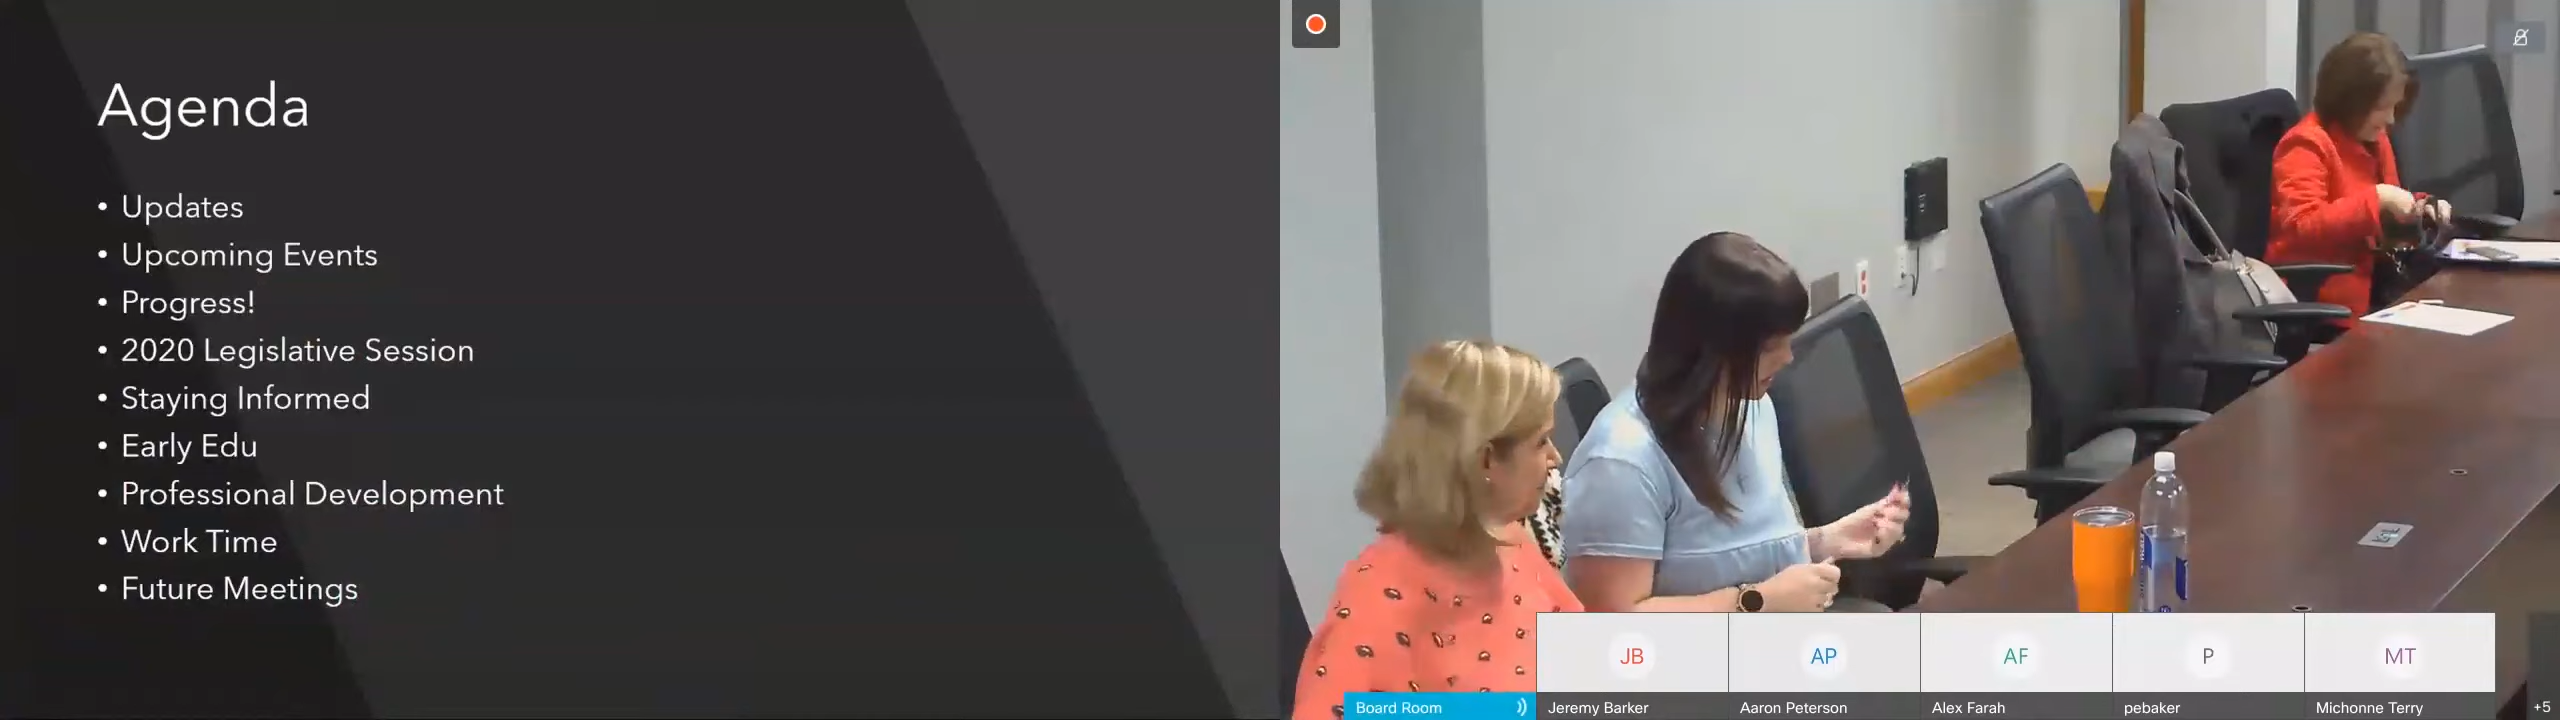 Agenda
• Updates
• Upcoming Events
• Progress!
• 2020 Legislative Session
• Staying Informed
• Early Edu
• Professional Development
• Work Time
• Future Meetings
JB
AP
AF
P
MT
Board Room
Jeremy Barker
Aaron Peterson
Alex Farah
pebaker
Michonne Terry
+5